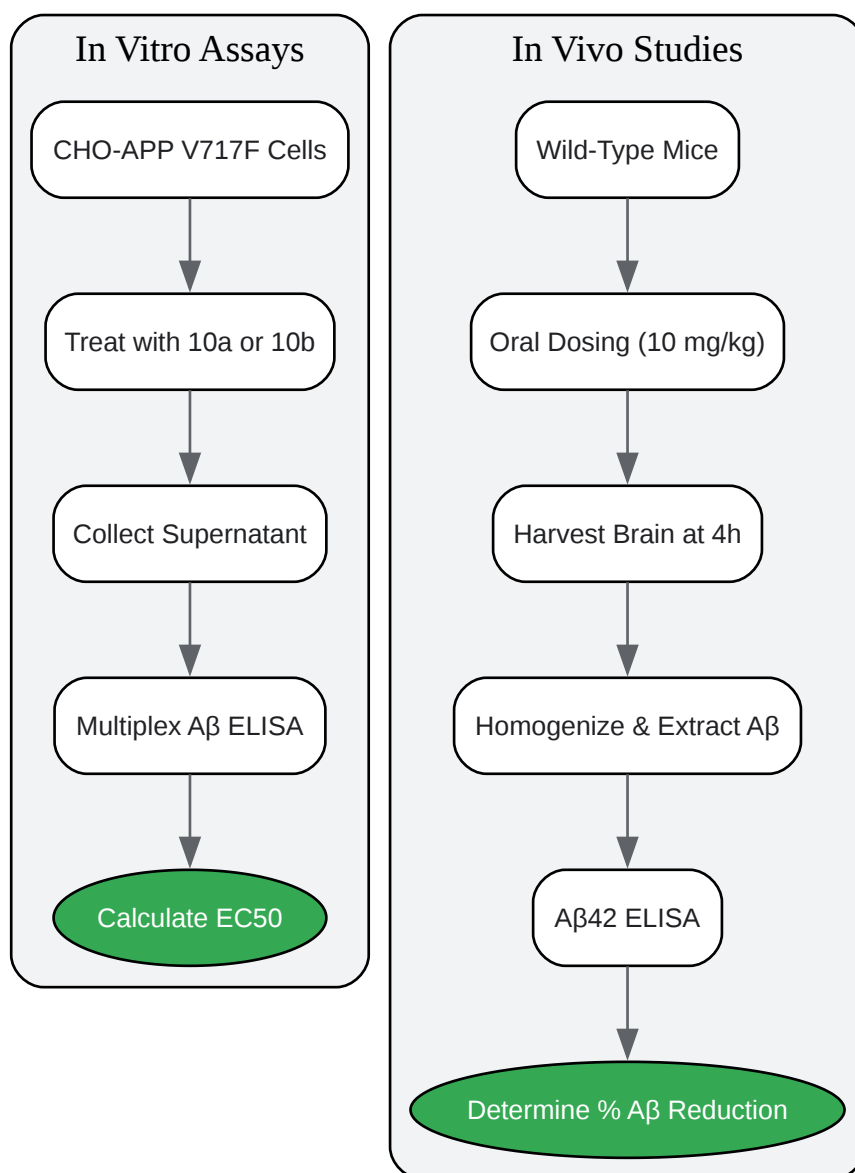 In Vitro Assays
CHO-APP V717F Cells
Treat with 10a or 10b
Collect Supernatant
Multiplex Aβ ELISA
Calculate EC50
In Vivo Studies
Wild-Type Mice
Oral Dosing (10 mg/kg)
Harvest Brain at 4h
Homogenize & Extract Aβ
Aβ42 ELISA
Determine % Aβ Reduction